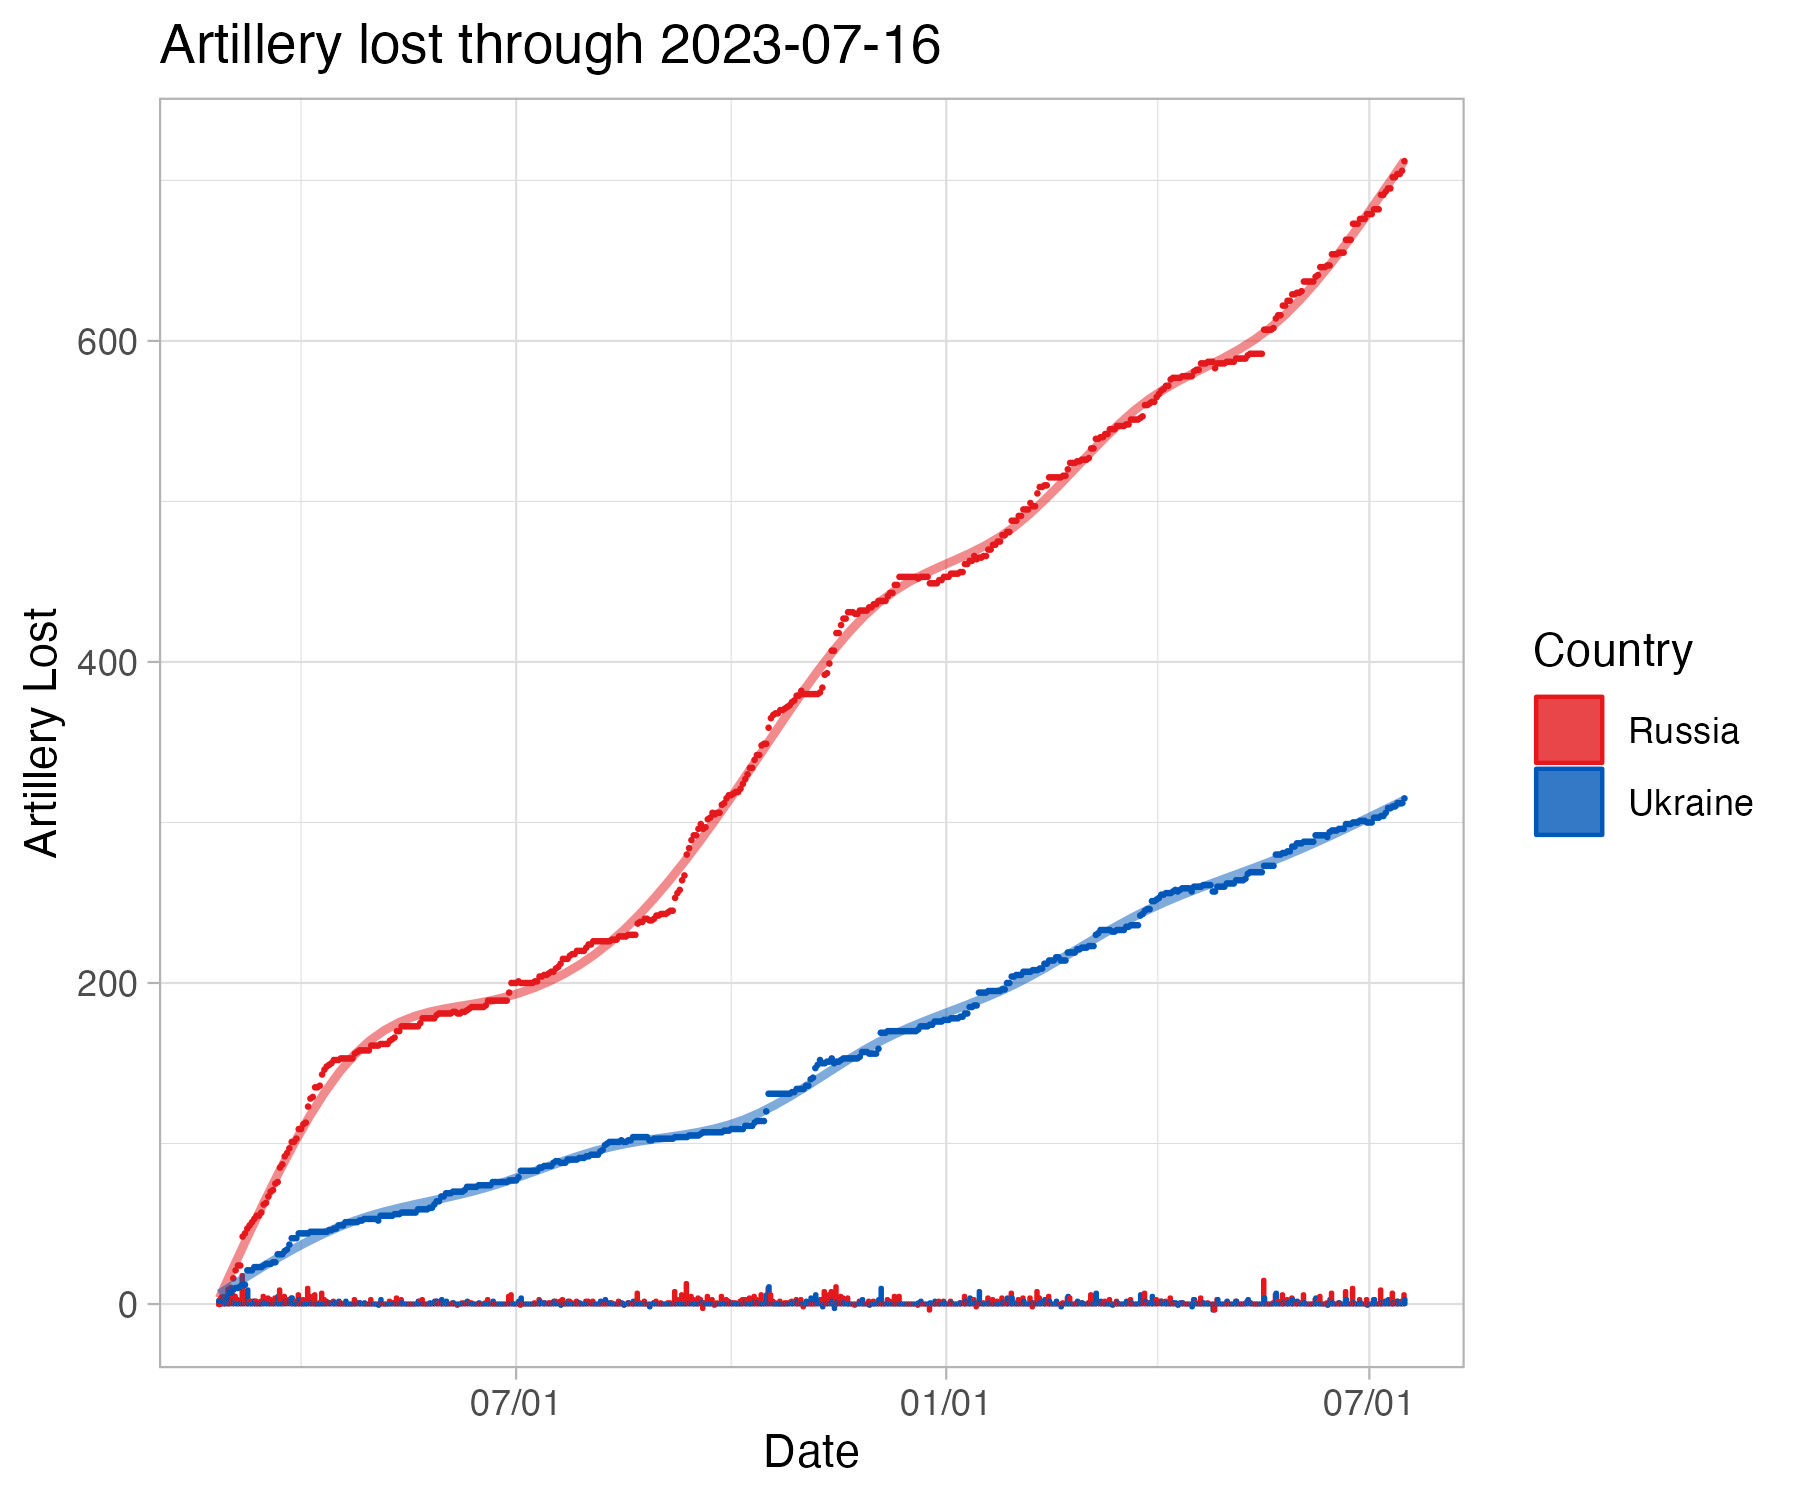 Artillery lost through 2023-07-16
Artillery Lost
600
400
200
0
07/01
01/01
07/01
Date
Country
Russia
Ukraine